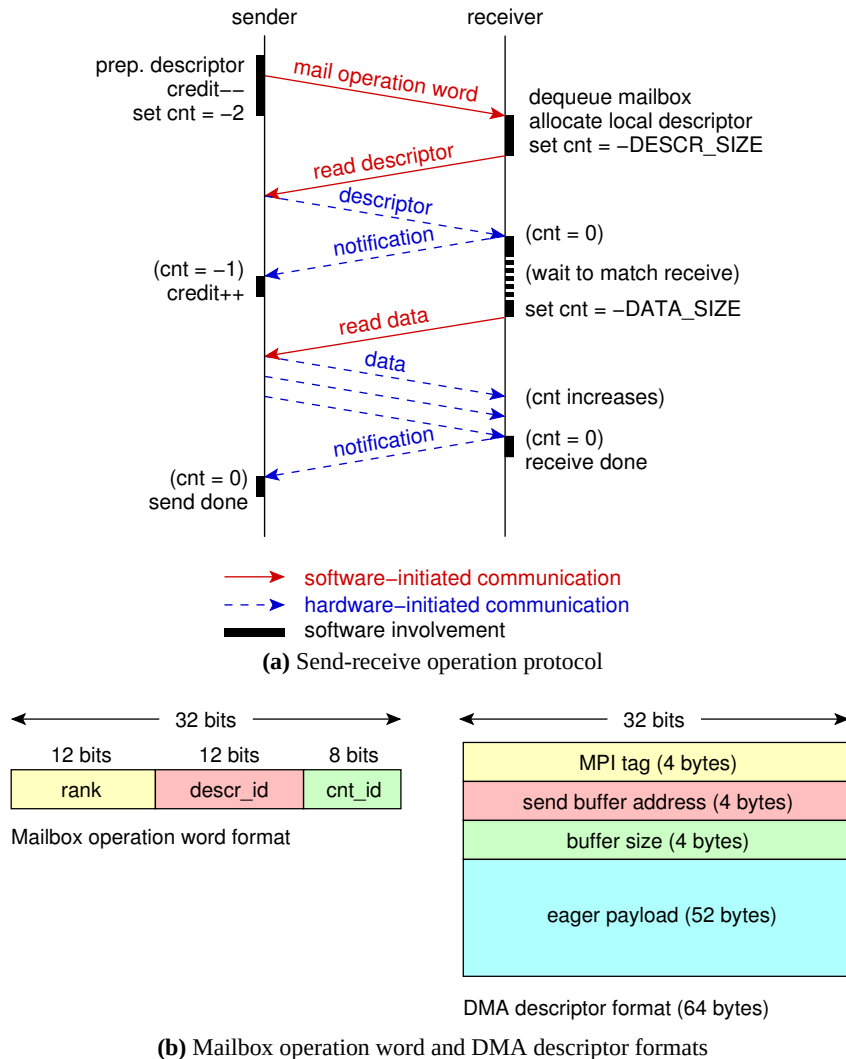 sender
receiver
prep. descriptor
credit−−
set cnt = −2
mail operation word
dequeue mailbox
allocate local descriptor
set cnt = −DESCR_SIZE
read descriptor
descriptor
notification
(cnt = 0)
(cnt = −1)
credit++
(wait to match receive)
set cnt = −DATA_SIZE
read data
data
(cnt increases)
notification
(cnt = 0)
receive done
(cnt = 0)
send done
software−initiated communication
hardware−initiated communication
software involvement
(a) Send-receive operation protocol
32 bits
12 bits 12 bits 8 bits
rank descr_id cnt_id
Mailbox operation word format
32 bits
MPI tag (4 bytes)
send buffer address (4 bytes)
buffer size (4 bytes)
eager payload (52 bytes)
DMA descriptor format (64 bytes)
(b) Mailbox operation word and DMA descriptor formats